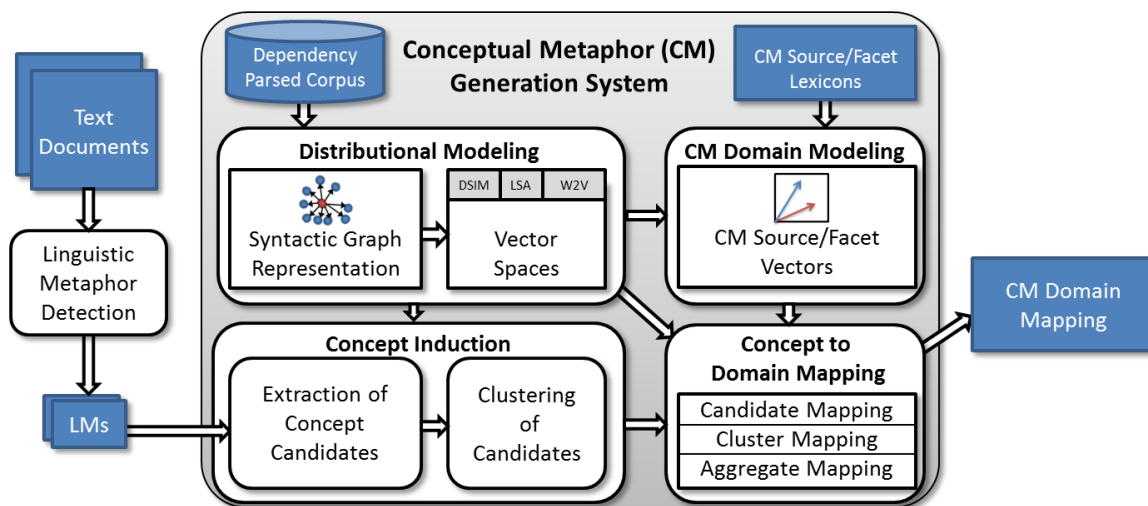 Conceptual Metaphor (CM)
Generation System
Dependency
Parsed Corpus
CM Source/Facet
Lexicons
Text
Documents
Linguistic
Metaphor
Detection
LMs
Distributional Modeling
Syntactic Graph
Representation
DSIM LSA W2V
Vector
Spaces
CM Domain Modeling
CM Source/Facet
Vectors
Concept Induction
Extraction of
Concept
Candidates
Clustering
of
Candidates
Concept to
Domain Mapping
Candidate Mapping
Cluster Mapping
Aggregate Mapping
CM Domain
Mapping